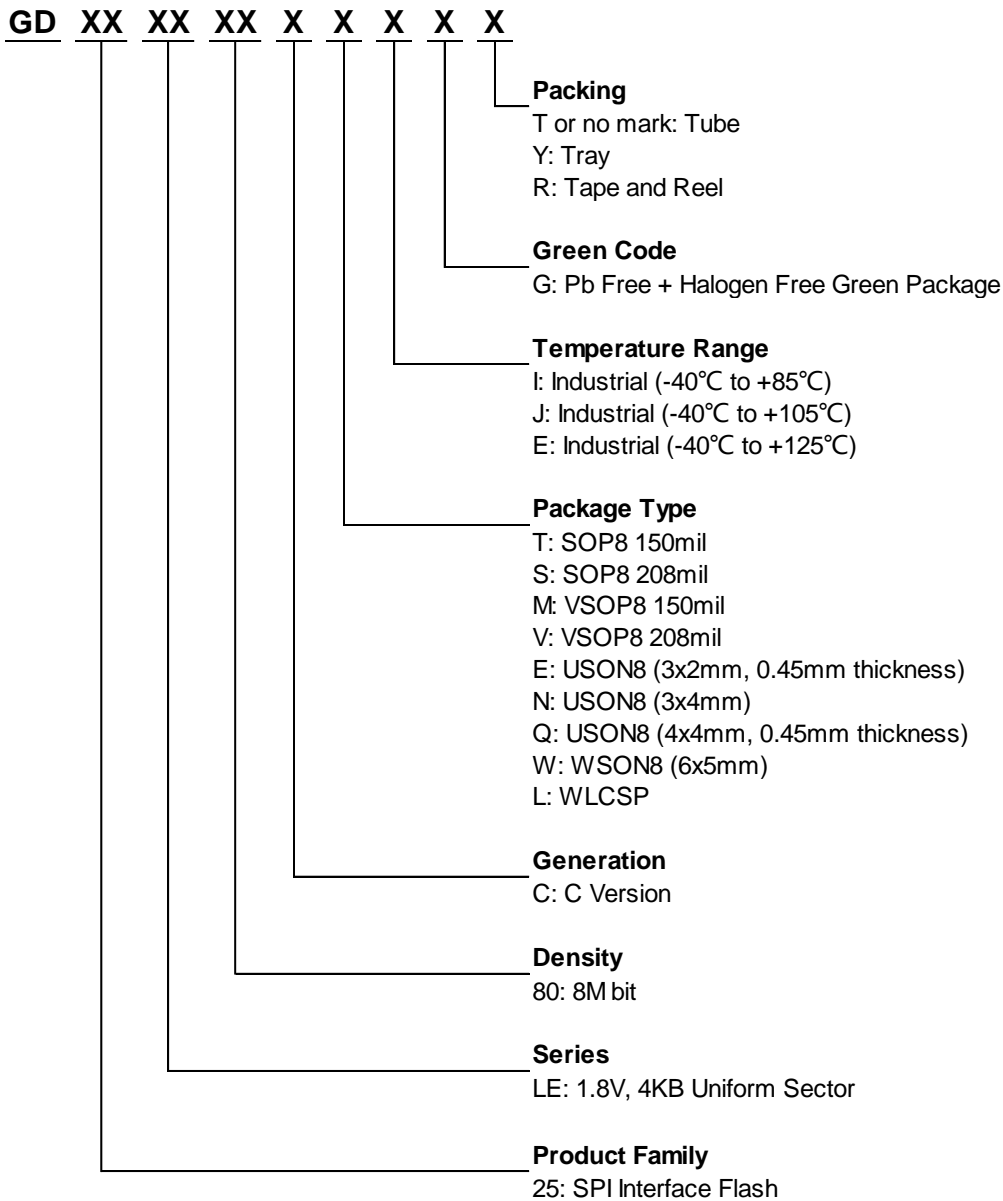 GD XX XX XX X X X X X
Packing
T or no mark: Tube
Y: Tray
R: Tape and Reel
Green Code
G: Pb Free + Halogen Free Green Package
Temperature Range
I: Industrial (-40℃ to +85℃)
J: Industrial (-40℃ to +105℃)
E: Industrial (-40℃ to +125℃)
Package Type
T: SOP8 150mil
S: SOP8 208mil
M: VSOP8 150mil
V: VSOP8 208mil
E: USON8 (3x2mm, 0.45mm thickness)
N: USON8 (3x4mm)
Q: USON8 (4x4mm, 0.45mm thickness)
W: WSON8 (6x5mm)
L: WLCSP
Generation
C: C Version
Density
80: 8M bit
Series
LE: 1.8V, 4KB Uniform Sector
Product Family
25: SPI Interface Flash